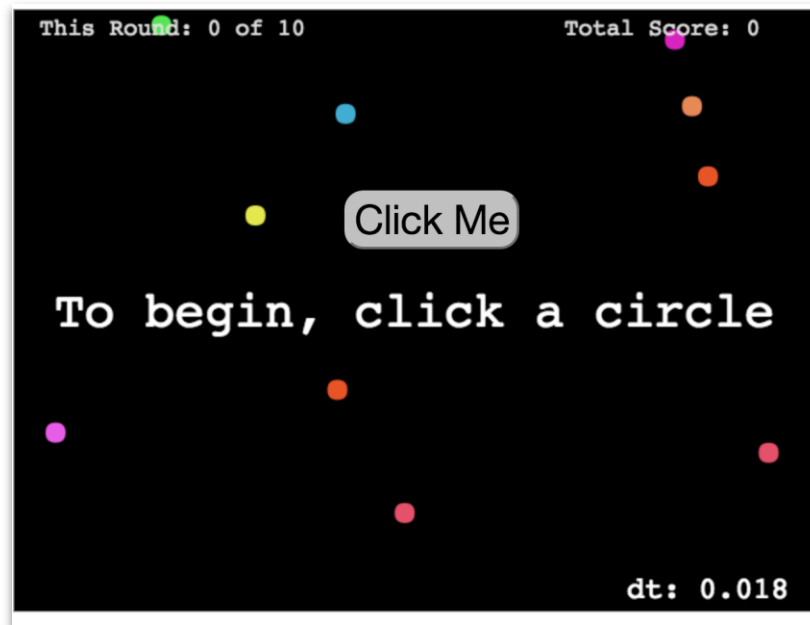 This Round: 0 of 10 Total Score: 0
Click Me
To begin, click a circle
dt: 0.018